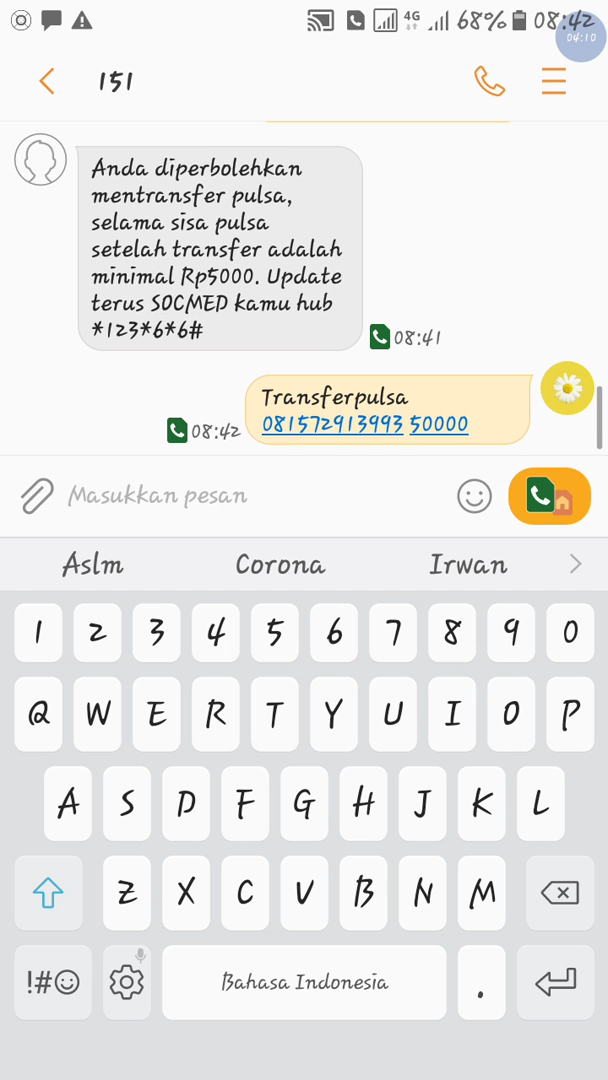 4G 68% 08:42
04:10
151
Anda diperbolehkan
mentransfer pulsa,
selama sisa pulsa
setelah transfer adalah
minimal Rp5000. Update
terus SOCMED kamu hub
*123*6*6#
08:41
Transferpulsa
081572913993 50000
08:42
Masukkan pesan
Aslm Corona Irwan
1 2 3 4 5 6 7 8 9 0
Q W E R T Y U I O P
A S D F G H J K L
Z X C V B N M
!#☺ Bahasa Indonesia .